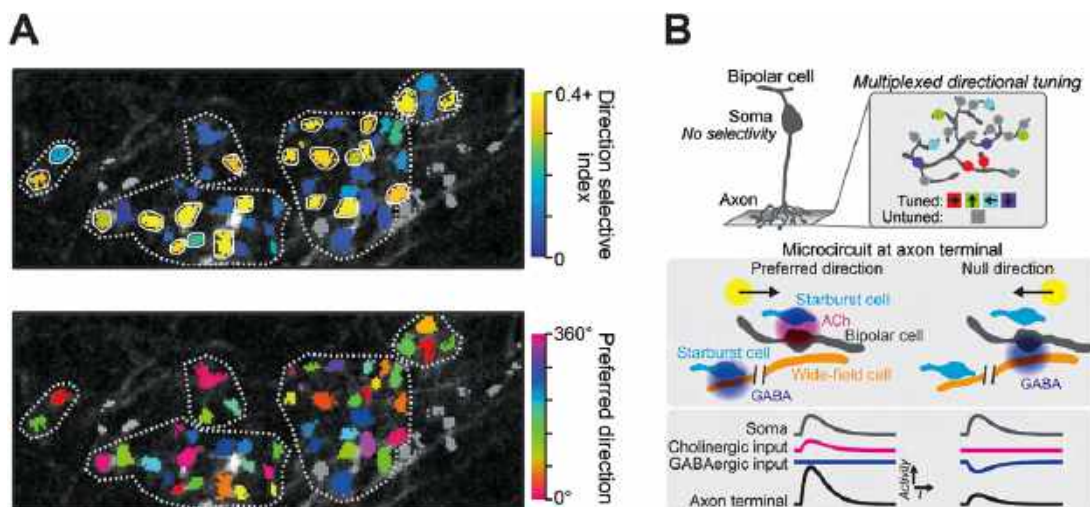 A
0.4+
Direction selective
index
0
360°
Preferred direction
0°
B
Bipolar cell
Soma
No selectivity
Axon
Multiplexed directional tuning
Tuned:
Untuned:
Microcircuit at axon terminal
Preferred direction
Null direction
Starburst cell
ACh
Bipolar cell
Starburst cell
Wide-field cell
GABA
GABA
Soma
Cholinergic input
GABAergic input
Axon terminal
Activity
t